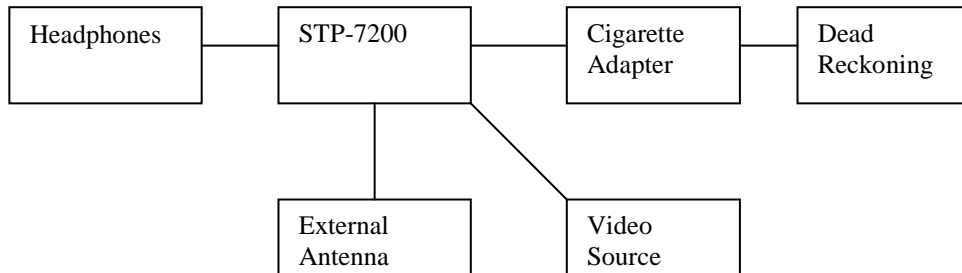 Headphones
STP-7200
Cigarette
Adapter
Dead
Reckoning
External
Antenna
Video
Source